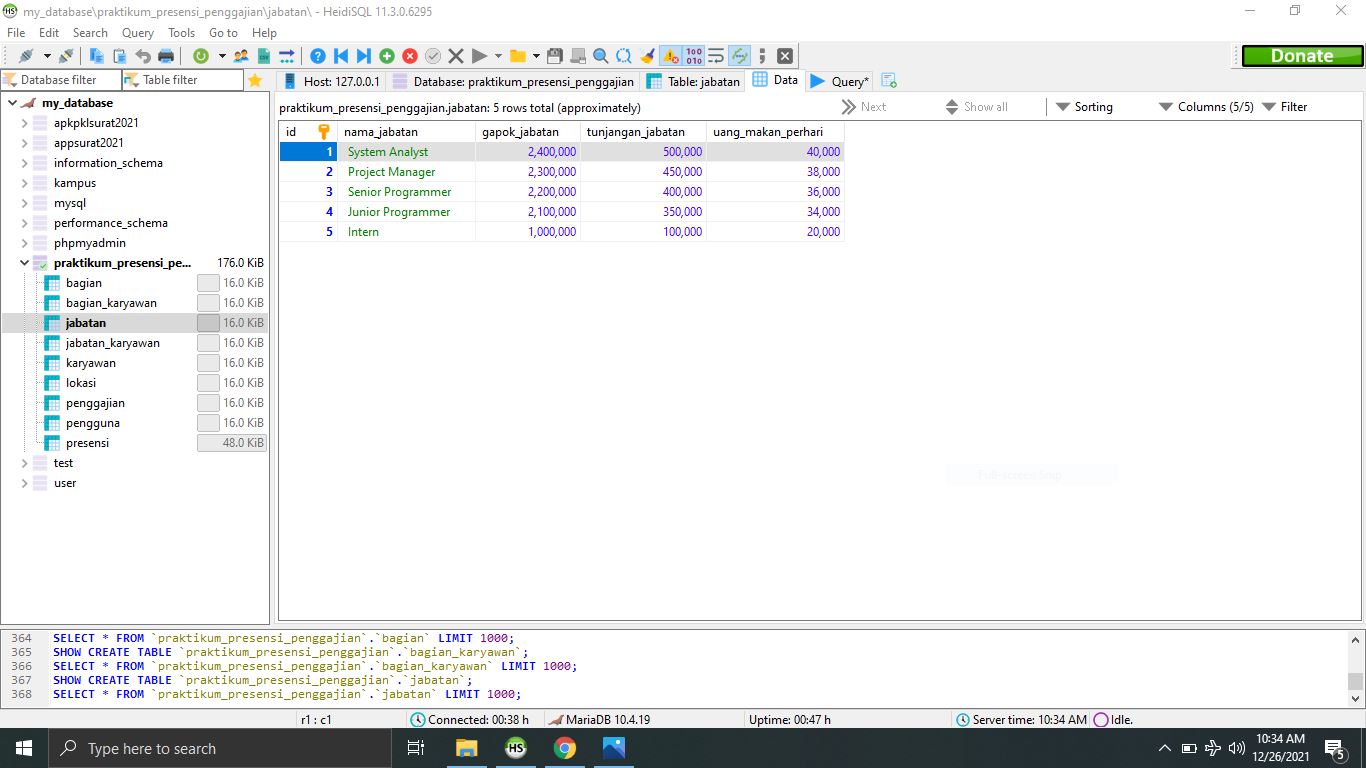 my_database\praktikum_presensi_penggajian\jabatan\ - HeidiSQL 11.3.0.6295
File Edit Search Query Tools Go to Help
Donate
Database filter Table filter
Host: 127.0.0.1 Database: praktikum_presensi_penggajian Table: jabatan Data Query*
my_database
apkpklsurat2021
appsurat2021
information_schema
kampus
mysql
performance_schema
phpmyadmin
praktikum_presensi_pe... 176.0 KiB
bagian 16.0 KiB
bagian_karyawan 16.0 KiB
jabatan 16.0 KiB
jabatan_karyawan 16.0 KiB
karyawan 16.0 KiB
lokasi 16.0 KiB
penggajian 16.0 KiB
pengguna 16.0 KiB
presensi 48.0 KiB
test
user
praktikum_presensi_penggajian.jabatan: 5 rows total (approximately) Next Show all Sorting Columns (5/5) Filter
id nama_jabatan gapok_jabatan tunjangan_jabatan uang_makan_perhari
1 System Analyst 2,400,000 500,000 40,000
2 Project Manager 2,300,000 450,000 38,000
3 Senior Programmer 2,200,000 400,000 36,000
4 Junior Programmer 2,100,000 350,000 34,000
5 Intern 1,000,000 100,000 20,000
Full-screen Snip
364 SELECT * FROM `praktikum_presensi_penggajian`.`bagian` LIMIT 1000;
365 SHOW CREATE TABLE `praktikum_presensi_penggajian`.`bagian_karyawan`;
366 SELECT * FROM `praktikum_presensi_penggajian`.`bagian_karyawan` LIMIT 1000;
367 SHOW CREATE TABLE `praktikum_presensi_penggajian`.`jabatan`;
368 SELECT * FROM `praktikum_presensi_penggajian`.`jabatan` LIMIT 1000;
r1 : c1 Connected: 00:38 h MariaDB 10.4.19 Uptime: 00:47 h Server time: 10:34 AM Idle.
Type here to search
HS
10:34 AM
12/26/2021
5